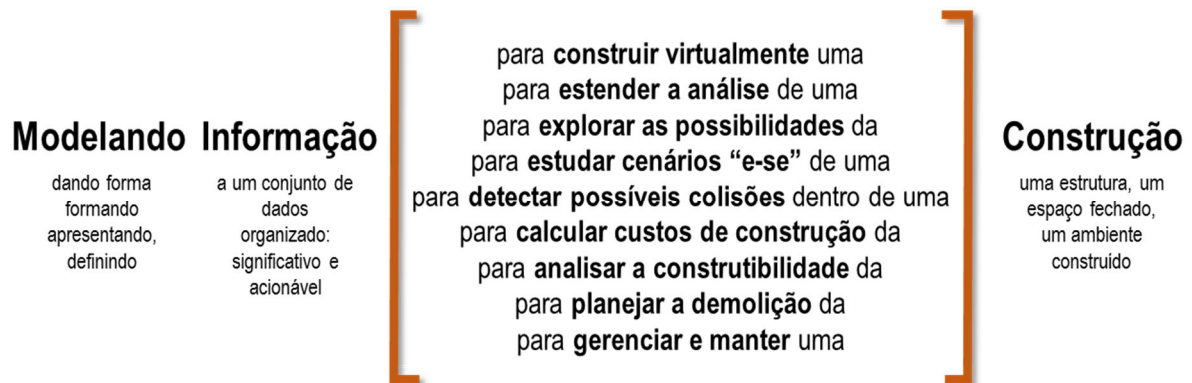 Modelando
dando forma
formando
apresentando,
definindo
Informação
a um conjunto de
dados
organizado:
significativo e
acionável
para construir virtualmente uma
para estender a análise de uma
para explorar as possibilidades da
para estudar cenários “e-se” de uma
para detectar possíveis colisões dentro de uma
para calcular custos de construção da
para analisar a construtibilidade da
para planejar a demolição da
para gerenciar e manter uma
Construção
uma estrutura, um
espaço fechado,
um ambiente
construido